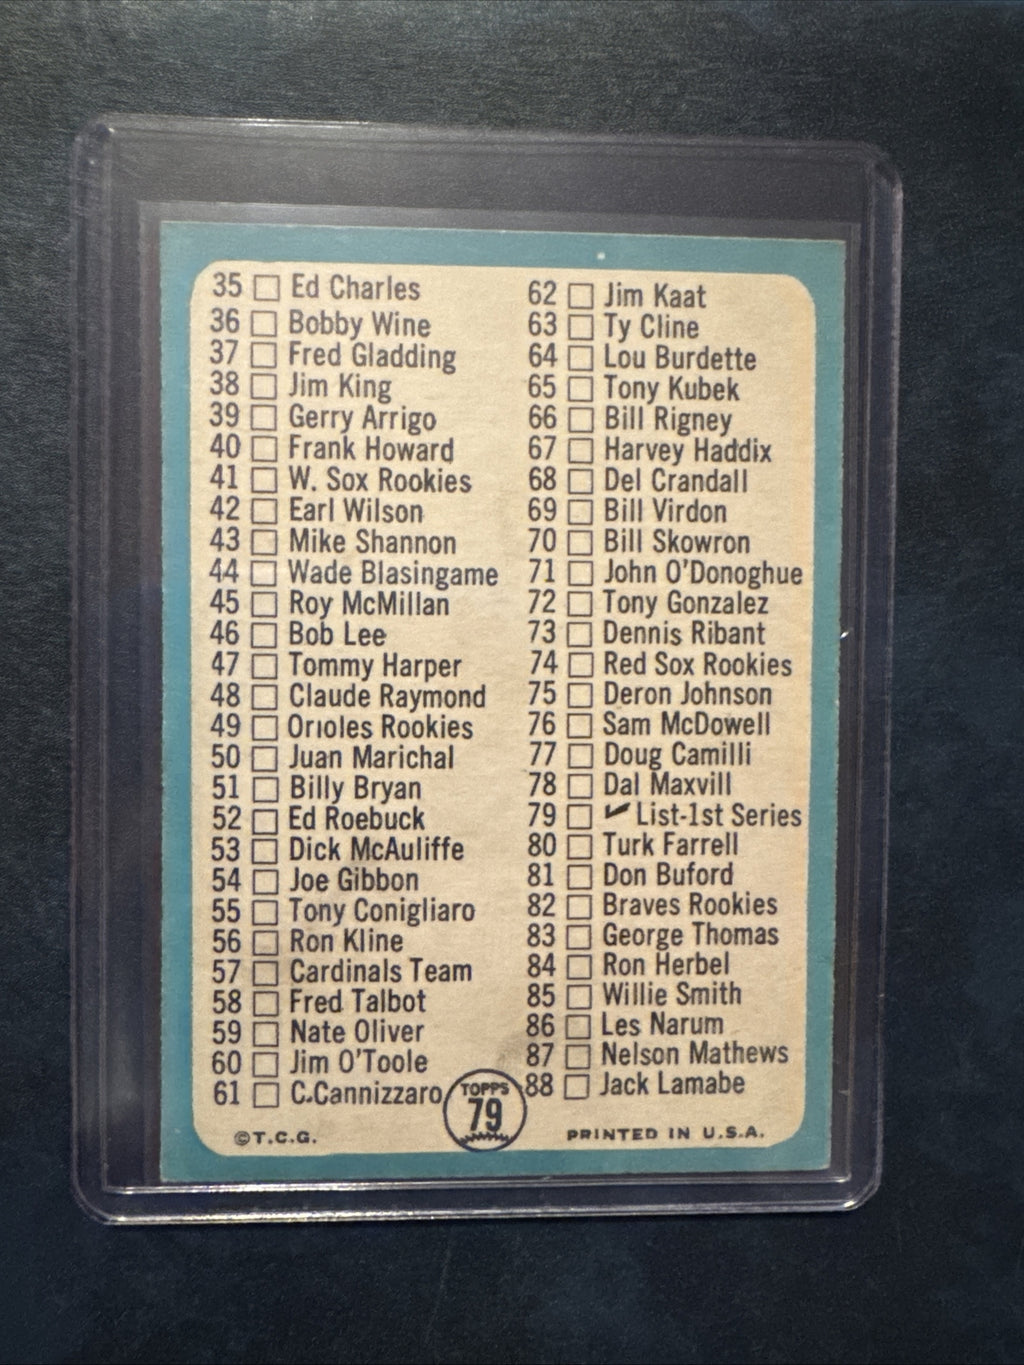 35 Ed Charles
36 Bobby Wine
37 Fred Gladding
38 Jim King
39 Gerry Arrigo
40 Frank Howard
41 W. Sox Rookies
42 Earl Wilson
43 Mike Shannon
44 Wade Blasingame
45 Roy McMillan
46 Bob Lee
47 Tommy Harper
48 Claude Raymond
49 Orioles Rookies
50 Juan Marichal
51 Billy Bryan
52 Ed Roebuck
53 Dick McAuliffe
54 Joe Gibbon
55 Tony Conigliaro
56 Ron Kline
57 Cardinals Team
58 Fred Talbot
59 Nate Oliver
60 Jim O'Toole
61 C.Cannizzaro
62 Jim Kaat
63 Ty Cline
64 Lou Burdette
65 Tony Kubek
66 Bill Rigney
67 Harvey Haddix
68 Del Crandall
69 Bill Virdon
70 Bill Skowron
71 John O'Donoghue
72 Tony Gonzalez
73 Dennis Ribant
74 Red Sox Rookies
75 Deron Johnson
76 Sam McDowell
77 Doug Camilli
78 Dal Maxvill
79 ✔ List-1st Series
80 Turk Farrell
81 Don Buford
82 Braves Rookies
83 George Thomas
84 Ron Herbel
85 Willie Smith
86 Les Narum
87 Nelson Mathews
88 Jack Lamabe
TOPPS
79
©T.C.G.
PRINTED IN U.S.A.